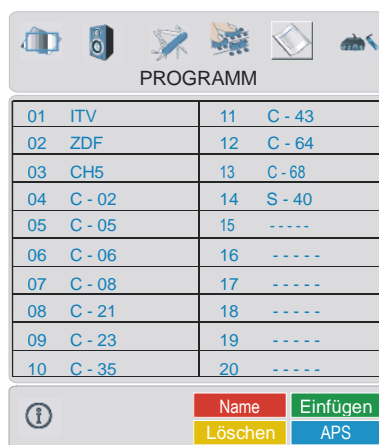 PROGRAMM
01 ITV 11 C - 43
02 ZDF 12 C - 64
03 CH5 13 C - 68
04 C - 02 14 S - 40
05 C - 05 15 - - - - -
06 C - 06 16 - - - - -
07 C - 08 17 - - - - -
08 C - 21 18 - - - - -
09 C - 23 19 - - - - -
10 C - 35 20 - - - - -
Name Einfügen
Löschen APS